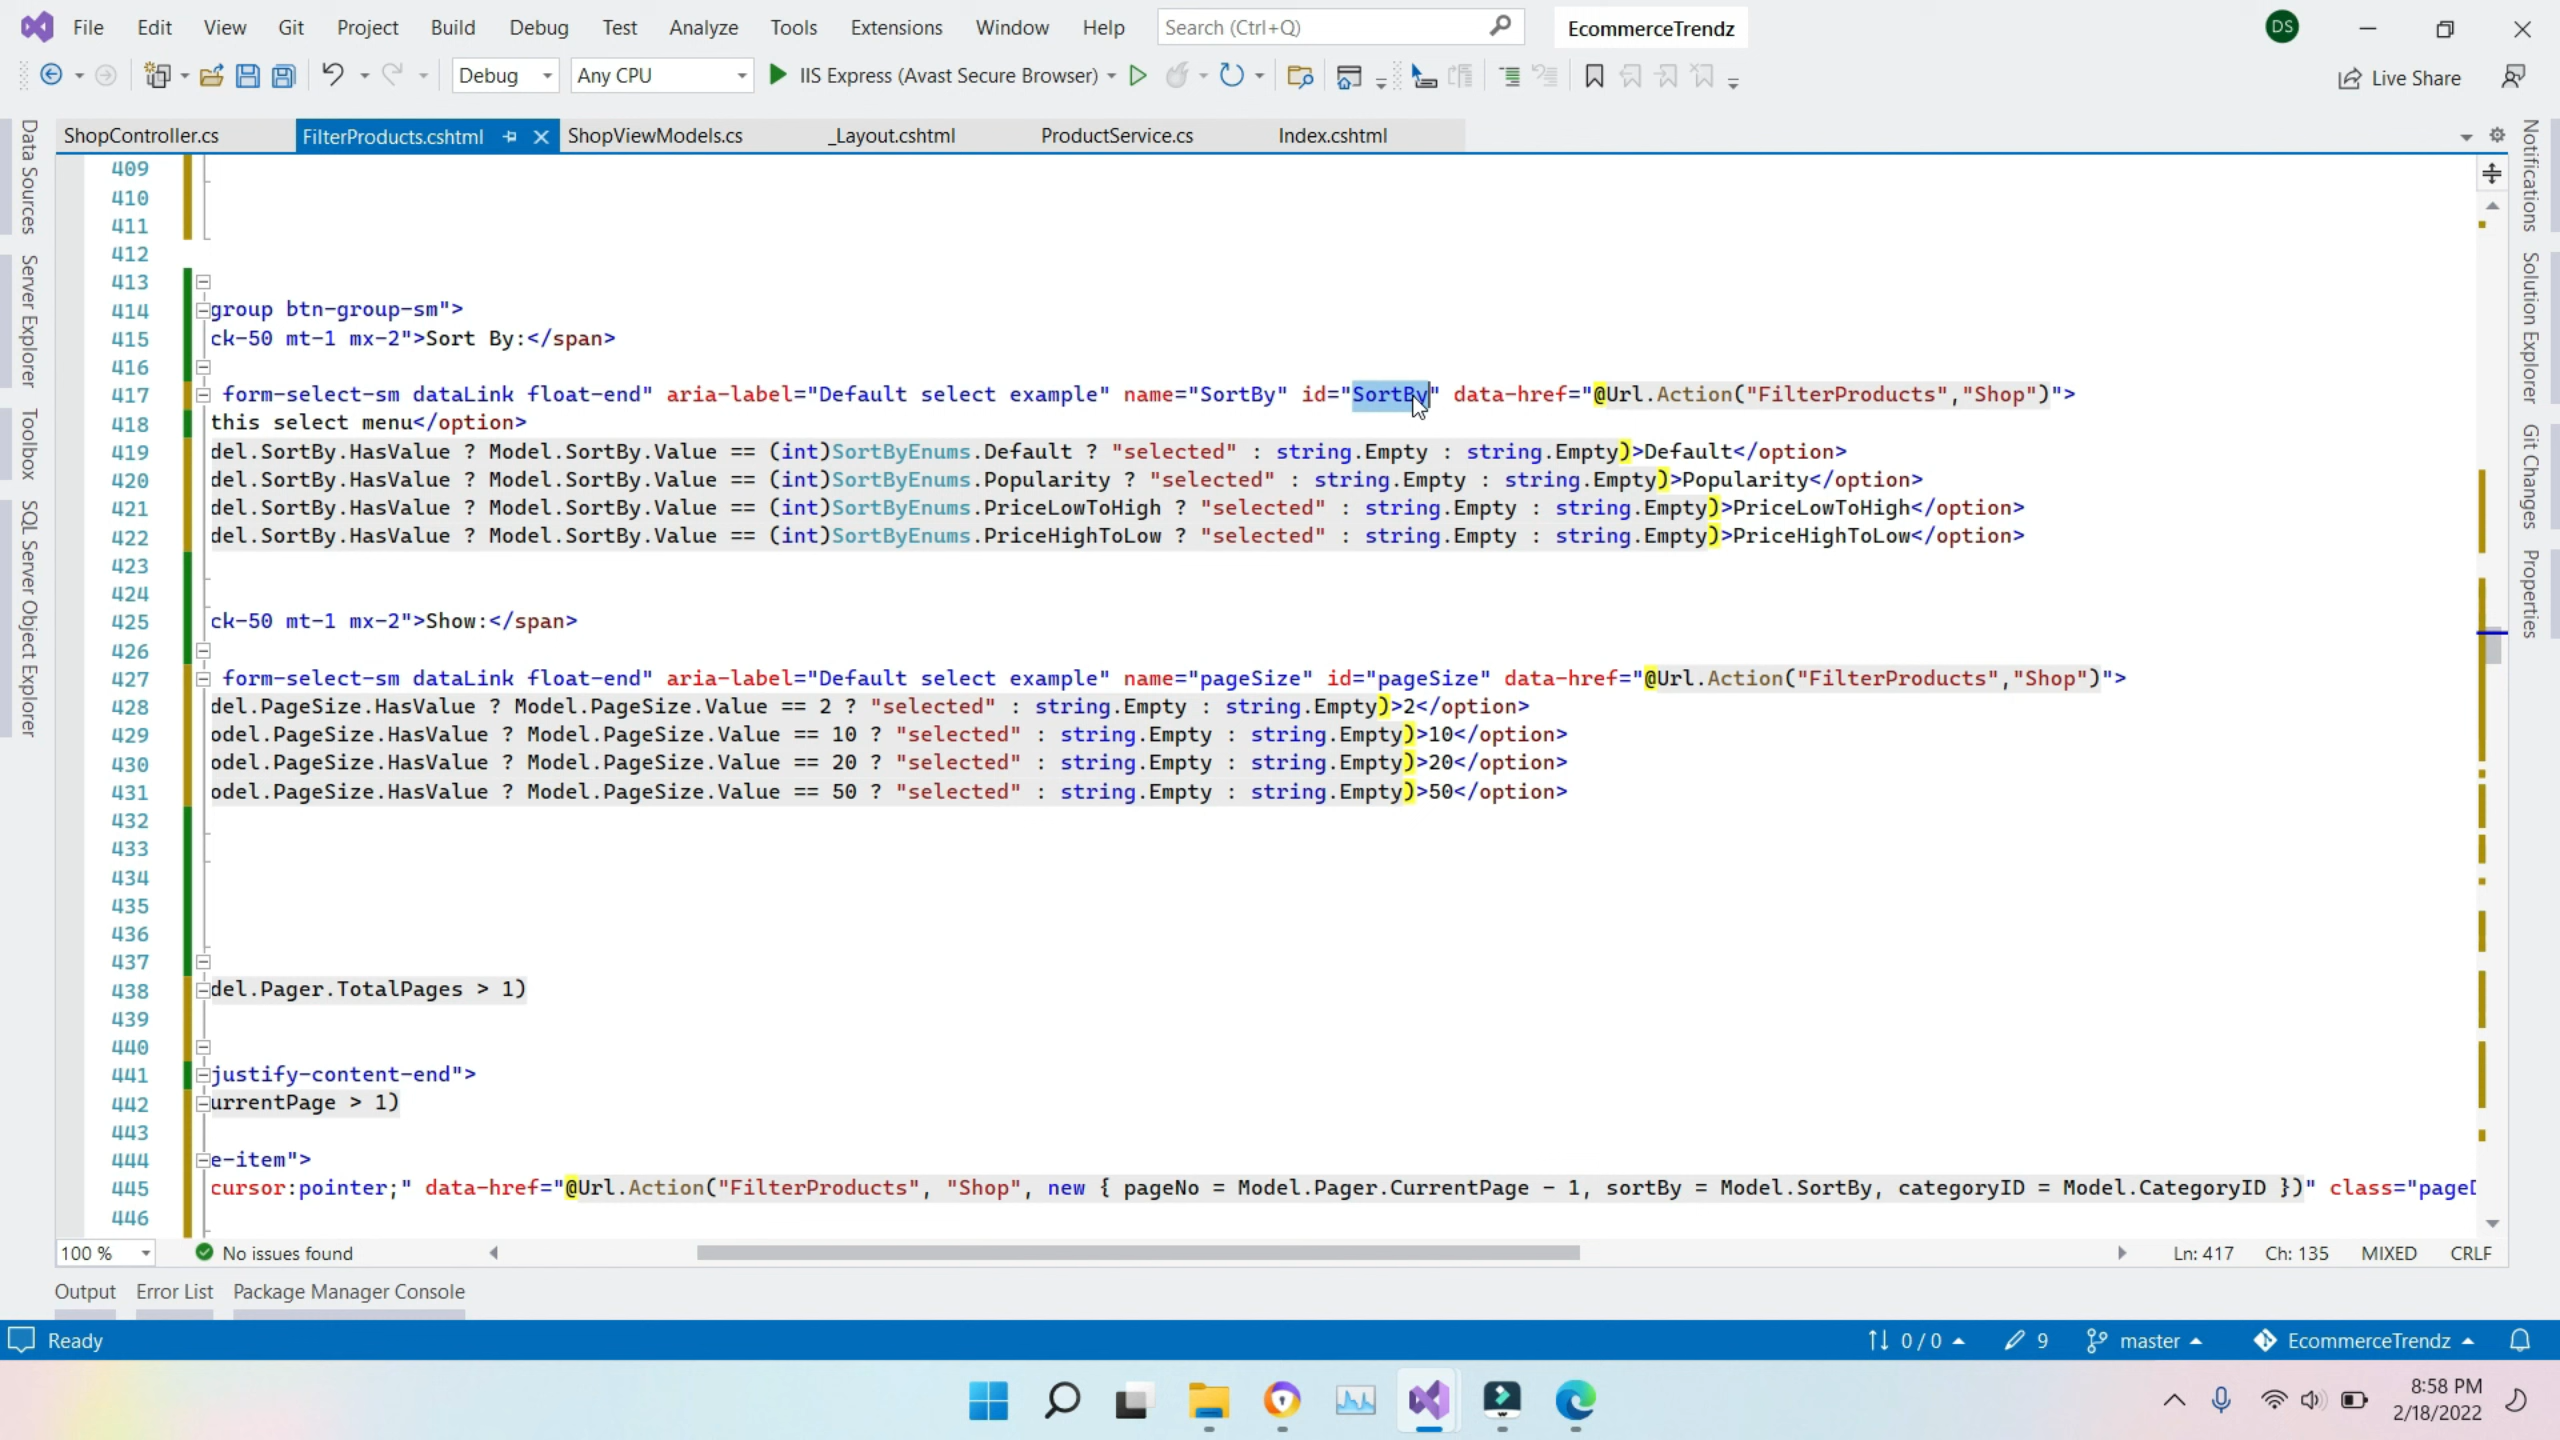 File Edit View Git Project Build Debug Test Analyze Tools Extensions Window Help Search (Ctrl+Q) EcommerceTrendz DS
Debug Any CPU IIS Express (Avast Secure Browser) Live Share
ShopController.cs FilterProducts.cshtml ShopViewModels.cs _Layout.cshtml ProductService.cs Index.cshtml
Data Sources
Server Explorer
Toolbox
SQL Server Object Explorer
409
410
411
412
413
414 group btn-group-sm">
415 ck-50 mt-1 mx-2">Sort By:</span>
416
417 form-select-sm dataLink float-end" aria-label="Default select example" name="SortBy" id="SortBy" data-href="@Url.Action("FilterProducts","Shop")">
418 this select menu</option>
419 del.SortBy.HasValue ? Model.SortBy.Value == (int)SortByEnums.Default ? "selected" : string.Empty : string.Empty)>Default</option>
420 del.SortBy.HasValue ? Model.SortBy.Value == (int)SortByEnums.Popularity ? "selected" : string.Empty : string.Empty)>Popularity</option>
421 del.SortBy.HasValue ? Model.SortBy.Value == (int)SortByEnums.PriceLowToHigh ? "selected" : string.Empty : string.Empty)>PriceLowToHigh</option>
422 del.SortBy.HasValue ? Model.SortBy.Value == (int)SortByEnums.PriceHighToLow ? "selected" : string.Empty : string.Empty)>PriceHighToLow</option>
423
424
425 ck-50 mt-1 mx-2">Show:</span>
426
427 form-select-sm dataLink float-end" aria-label="Default select example" name="pageSize" id="pageSize" data-href="@Url.Action("FilterProducts","Shop")">
428 del.PageSize.HasValue ? Model.PageSize.Value == 2 ? "selected" : string.Empty : string.Empty)>2</option>
429 odel.PageSize.HasValue ? Model.PageSize.Value == 10 ? "selected" : string.Empty : string.Empty)>10</option>
430 odel.PageSize.HasValue ? Model.PageSize.Value == 20 ? "selected" : string.Empty : string.Empty)>20</option>
431 odel.PageSize.HasValue ? Model.PageSize.Value == 50 ? "selected" : string.Empty : string.Empty)>50</option>
432
433
434
435
436
437
438 del.Pager.TotalPages > 1)
439
440
441 justify-content-end">
442 urrentPage > 1)
443
444 e-item">
445 cursor:pointer;" data-href="@Url.Action("FilterProducts", "Shop", new { pageNo = Model.Pager.CurrentPage - 1, sortBy = Model.SortBy, categoryID = Model.CategoryID })" class="page
446
Notifications
Solution Explorer
Git Changes
Properties
100 % No issues found Ln: 417 Ch: 135 MIXED CRLF
Output Error List Package Manager Console
Ready 0 / 0 9 master EcommerceTrendz
8:58 PM
2/18/2022